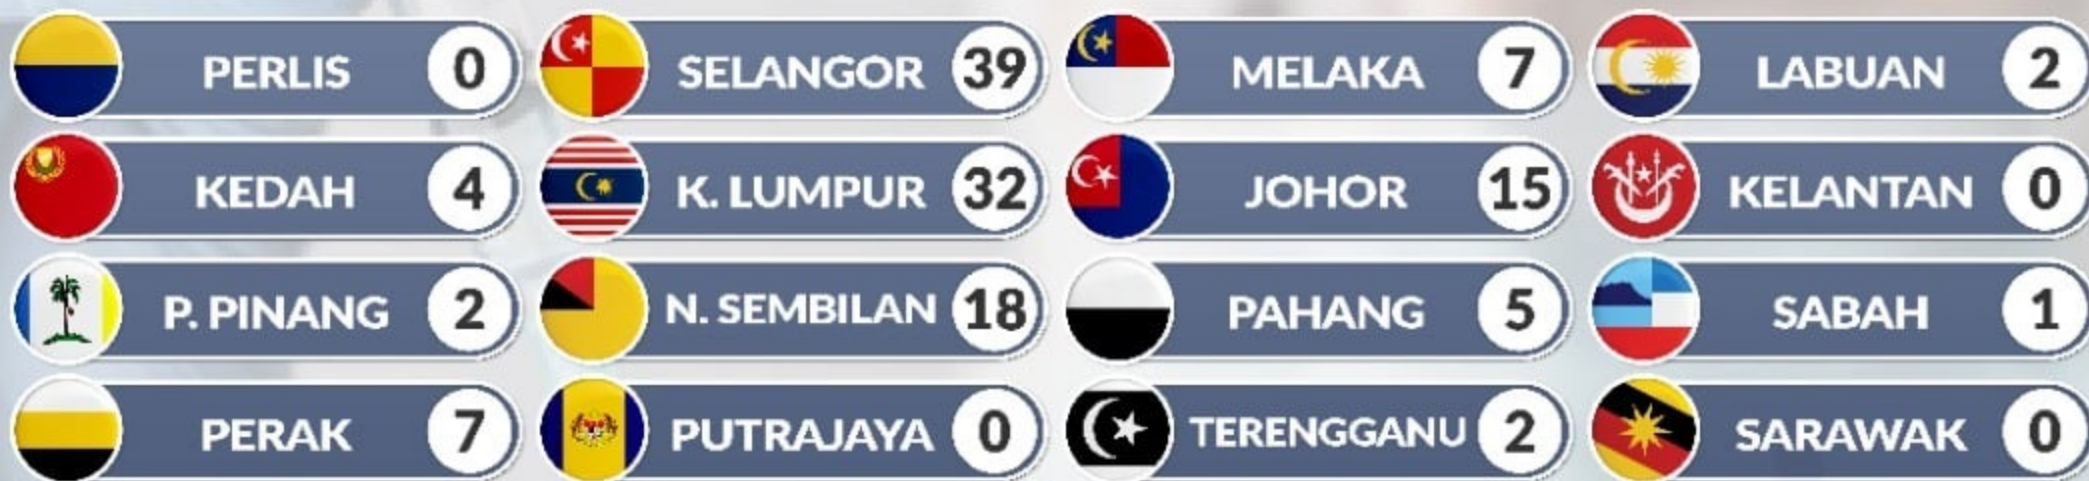 PERLIS 0
SELANGOR 39
MELAKA 7
LABUAN 2
KEDAH 4
K. LUMPUR 32
JOHOR 15
KELANTAN 0
P. PINANG 2
N. SEMBILAN 18
PAHANG 5
SABAH 1
PERAK 7
PUTRAJAYA 0
TERENGGANU 2
SARAWAK 0